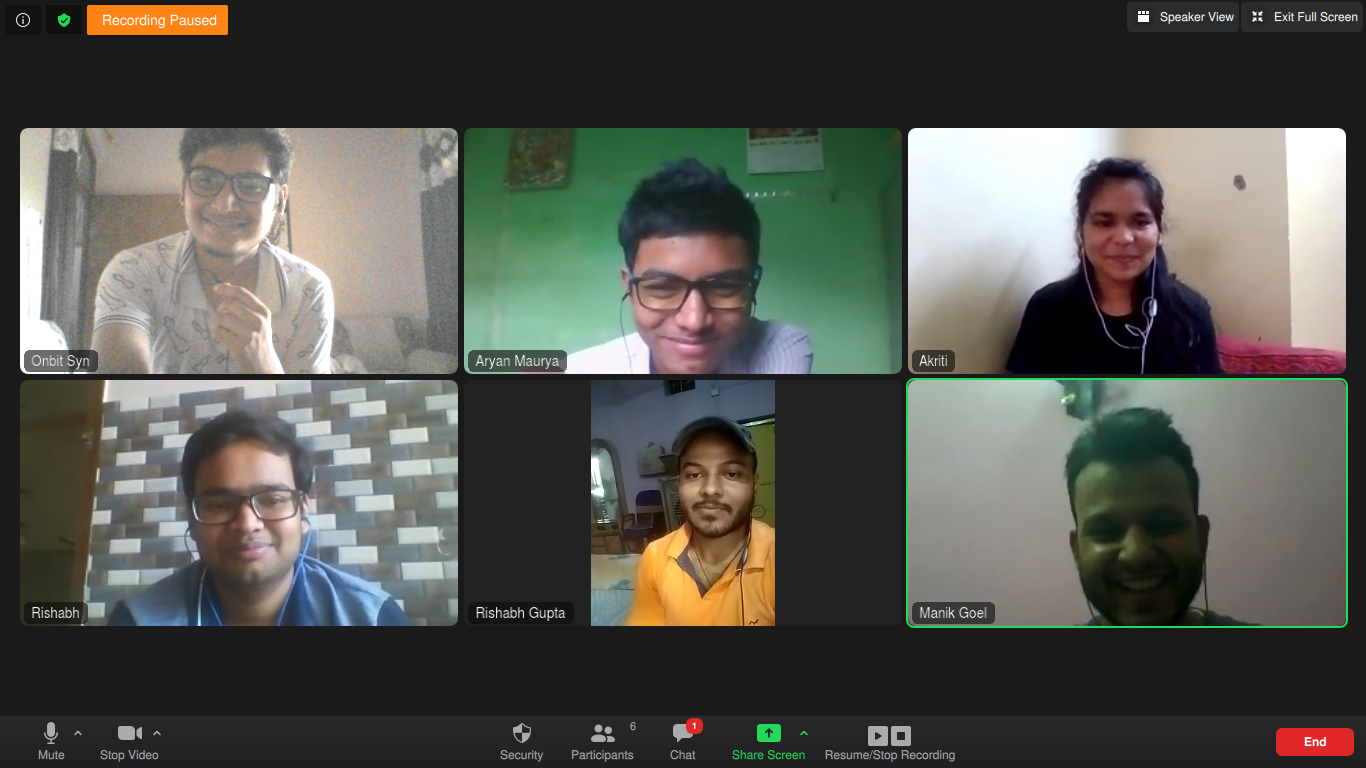 Recording Paused
Speaker View
Exit Full Screen
Onbit Syn
Aryan Maurya
Akriti
Rishabh
Rishabh Gupta
Manik Goel
Mute
Stop Video
Security
Participants
6
Chat
1
Share Screen
Resume/Stop Recording
End